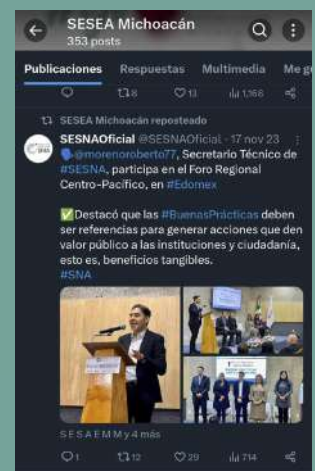 SESEA Michoacán
353 posts
Publicaciones Respuestas Multimedia Me g
8 13 1,166
SESEA Michoacán reposteado
SESNAOficial @SESNAOficial · 17 nov 23
@morenoroberto77, Secretario Técnico de
#SESNA, participa en el Foro Regional
Centro-Pacífico, en #Edomex
✅Destacó que las #BuenasPrácticas deben
ser referencias para generar acciones que den
valor público a las instituciones y ciudadanía,
esto es, beneficios tangibles.
#SNA
SESAEMM y 4 más
1 12 29 714